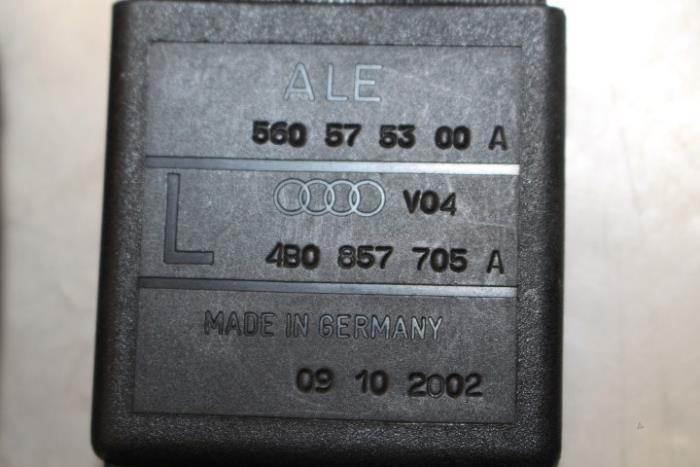 ALE
560 57 53 00 A
V04
L
4B0 857 705 A
MADE IN GERMANY
09 10 2002